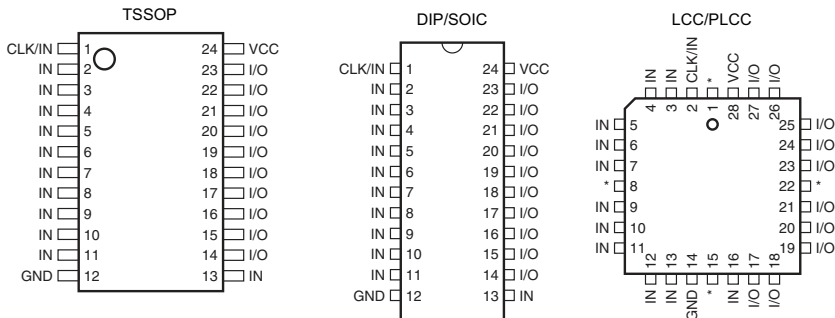 TSSOP
CLK/IN 1 24 VCC
IN 2 23 I/O
IN 3 22 I/O
IN 4 21 I/O
IN 5 20 I/O
IN 6 19 I/O
IN 7 18 I/O
IN 8 17 I/O
IN 9 16 I/O
IN 10 15 I/O
IN 11 14 I/O
GND 12 13 IN
DIP/SOIC
CLK/IN 1 24 VCC
IN 2 23 I/O
IN 3 22 I/O
IN 4 21 I/O
IN 5 20 I/O
IN 6 19 I/O
IN 7 18 I/O
IN 8 17 I/O
IN 9 16 I/O
IN 10 15 I/O
IN 11 14 I/O
GND 12 13 IN
LCC/PLCC
IN IN CLK/IN * VCC I/O I/O
4 3 2 1 28 27 26
IN 5 25 I/O
IN 6 24 I/O
IN 7 23 I/O
* 8 22 *
IN 9 21 I/O
IN 10 20 I/O
IN 11 19 I/O
12 13 14 15 16 17 18
IN IN GND * IN I/O I/O